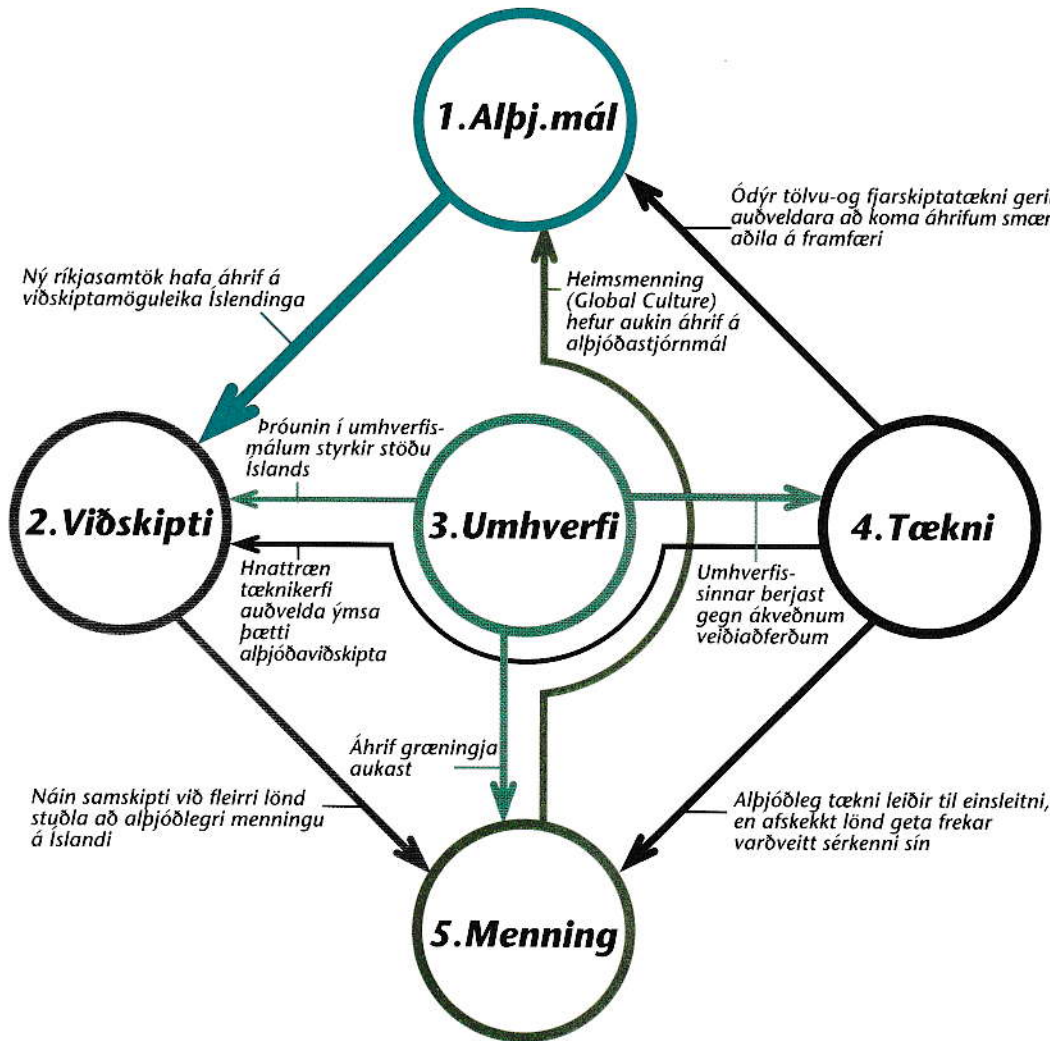 1.Alþj.mál
Ódýr tölvu-og fjarskiptatækni gerir
auðveldara að koma áhrifum smær
aðila á framfæri
Ný ríkjasamtök hafa áhrif á
viðskiptamöguleika Íslendinga
Heimsmenning
(Global Culture)
hefur aukin áhrif á
alþjóðastjórnmál
Þróunin í umhverfis-
málum styrkir stöðu
Íslands
2.Viðskipti
3.Umhverfi
4.Tækni
Hnattræn
tæknikerfi
auðvelda ýmsa
þætti
alþjóðaviðskipta
Umhverfis-
sinnar berjast
gegn ákveðnum
veiðiaðferðum
Áhrif græningja
aukast
Náin samskipti við fleirri lönd
stuðla að alþjóðlegri menningu
á Íslandi
Alþjóðleg tækni leiðir til einsleitni,
en afskekkt lönd geta frekar
varðveitt sérkenni sín
5.Menning